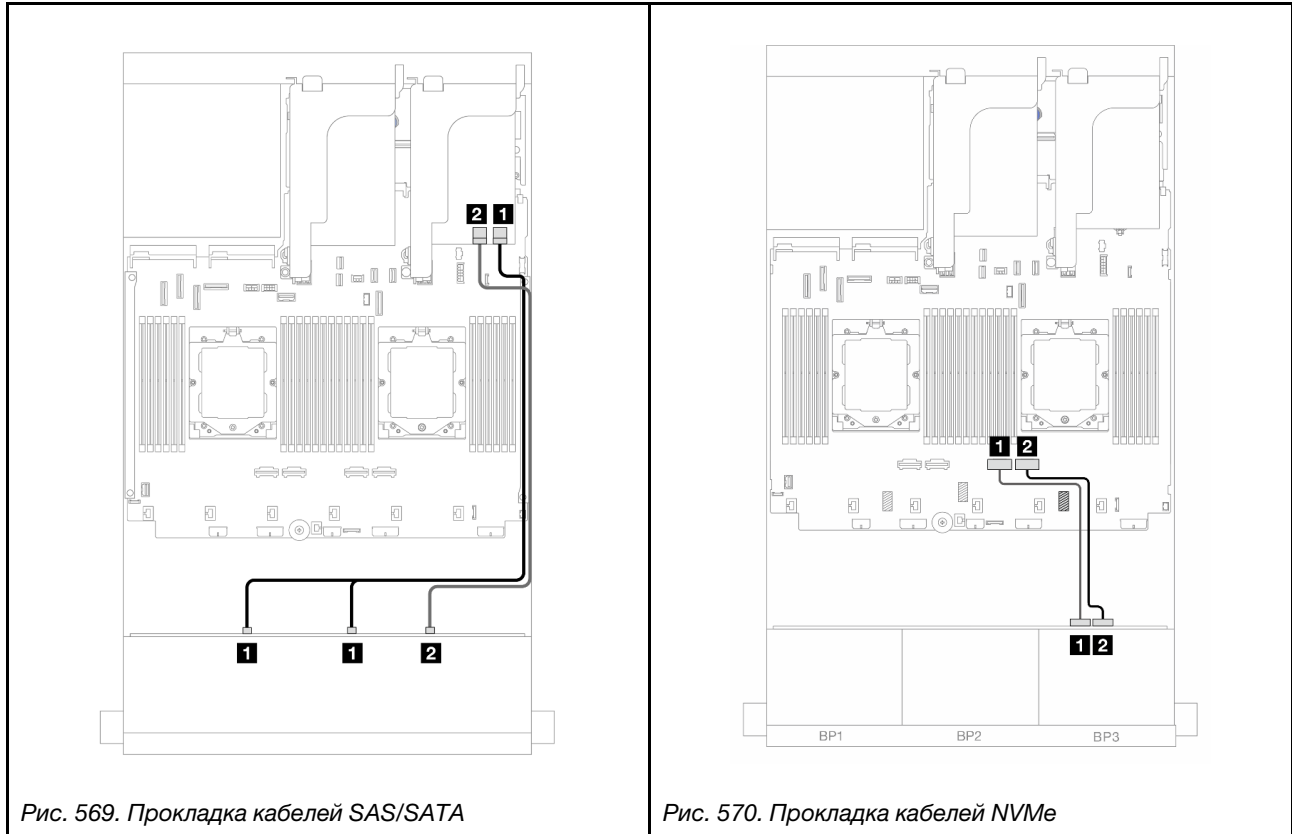 2 1
1 1 2
Рис. 569. Прокладка кабелей SAS/SATA
1 2
1 2
BP1 BP2 BP3
Рис. 570. Прокладка кабелей NVMe